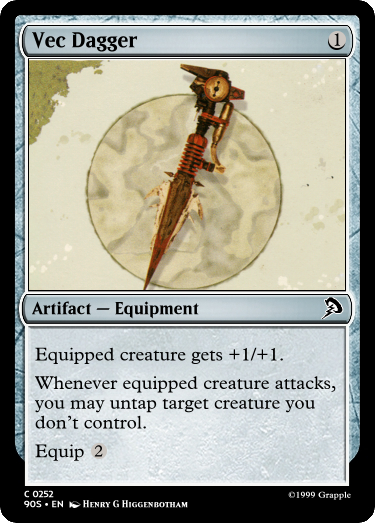 Vec Dagger 1
Artifact — Equipment
Equipped creature gets +1/+1.
Whenever equipped creature attacks,
you may untap target creature you
don't control.
Equip 2
C 0252
90S • EN Henry G Higgenbotham
©1999 Grapple